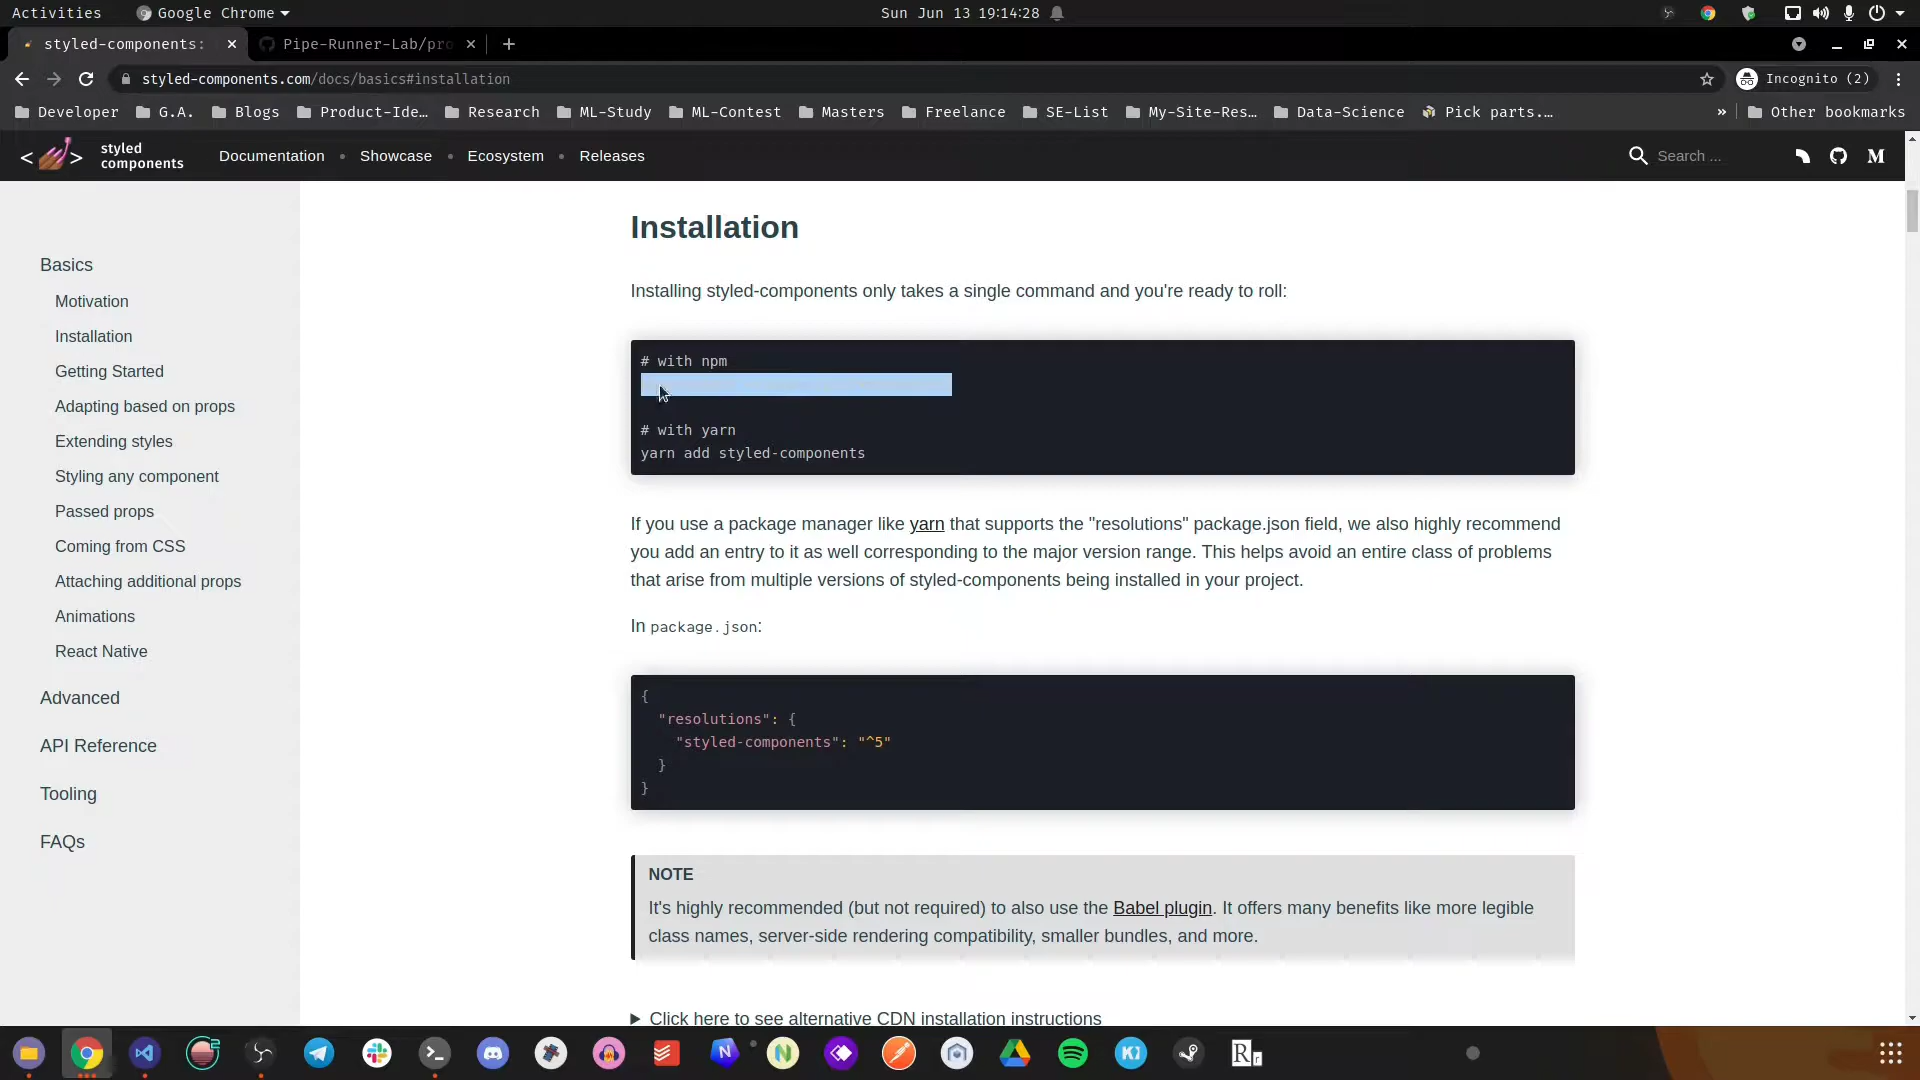 Activities
Google Chrome
Sun Jun 13 19:14:28
styled-components:
Pipe-Runner-Lab/pro
styled-components.com/docs/basics#installation
Incognito (2)
Developer
G.A.
Blogs
Product-Ide…
Research
ML-Study
ML-Contest
Masters
Freelance
SE-List
My-Site-Res…
Data-Science
Pick parts.…
»
Other bookmarks
styled
components
Documentation • Showcase • Ecosystem • Releases
Search ...
M
Basics
Motivation
Installation
Getting Started
Adapting based on props
Extending styles
Styling any component
Passed props
Coming from CSS
Attaching additional props
Animations
React Native
Advanced
API Reference
Tooling
FAQs
Installation
Installing styled-components only takes a single command and you're ready to roll:
# with npm
# with yarn
yarn add styled-components
If you use a package manager like yarn that supports the "resolutions" package.json field, we also highly recommend
you add an entry to it as well corresponding to the major version range. This helps avoid an entire class of problems
that arise from multiple versions of styled-components being installed in your project.
In package.json:
{
"resolutions": {
"styled-components": "^5"
}
}
NOTE
It's highly recommended (but not required) to also use the Babel plugin. It offers many benefits like more legible
class names, server-side rendering compatibility, smaller bundles, and more.
Click here to see alternative CDN installation instructions